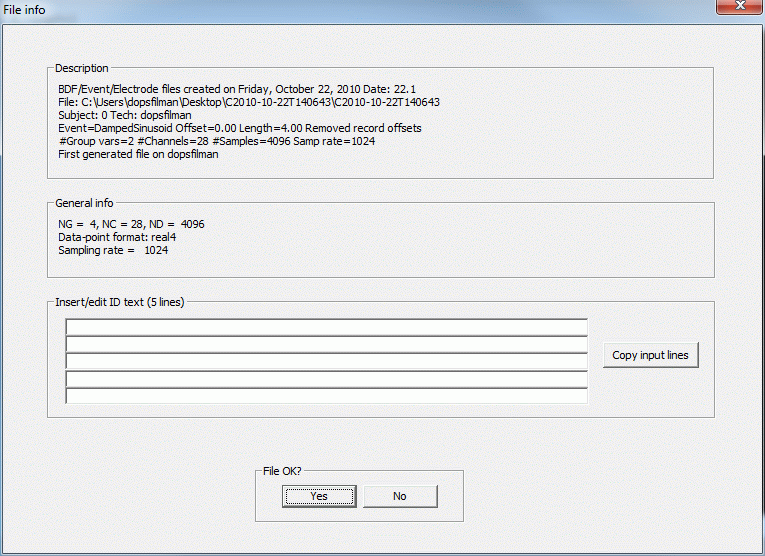 File info
Description
BDF/Event/Electrode files created on Friday, October 22, 2010 Date: 22.1
File: C:\Users\dopsfilman\Desktop\C2010-10-22T140643\C2010-10-22T140643
Subject: 0 Tech: dopsfilman
Event=DampedSinusoid Offset=0.00 Length=4.00 Removed record offsets
#Group vars=2 #Channels=28 #Samples=4096 Samp rate=1024
First generated file on dopsfilman
General info
NG = 4, NC = 28, ND = 4096
Data-point format: real4
Sampling rate = 1024
Insert/edit ID text (5 lines)
Copy input lines
File OK?
Yes No